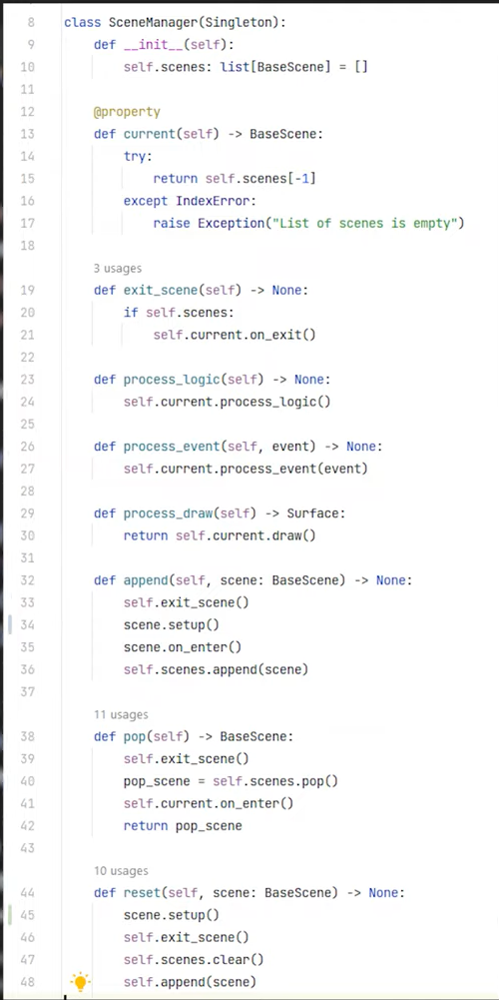 8 class SceneManager(Singleton):
9 def __init__(self):
10 self.scenes: list[BaseScene] = []
11
12 @property
13 def current(self) -> BaseScene:
14 try:
15 return self.scenes[-1]
16 except IndexError:
17 raise Exception("List of scenes is empty")
18
3 usages
19 def exit_scene(self) -> None:
20 if self.scenes:
21 self.current.on_exit()
22
23 def process_logic(self) -> None:
24 self.current.process_logic()
25
26 def process_event(self, event) -> None:
27 self.current.process_event(event)
28
29 def process_draw(self) -> Surface:
30 return self.current.draw()
31
32 def append(self, scene: BaseScene) -> None:
33 self.exit_scene()
34 scene.setup()
35 scene.on_enter()
36 self.scenes.append(scene)
37
11 usages
38 def pop(self) -> BaseScene:
39 self.exit_scene()
40 pop_scene = self.scenes.pop()
41 self.current.on_enter()
42 return pop_scene
43
10 usages
44 def reset(self, scene: BaseScene) -> None:
45 scene.setup()
46 self.exit_scene()
47 self.scenes.clear()
48 self.append(scene)